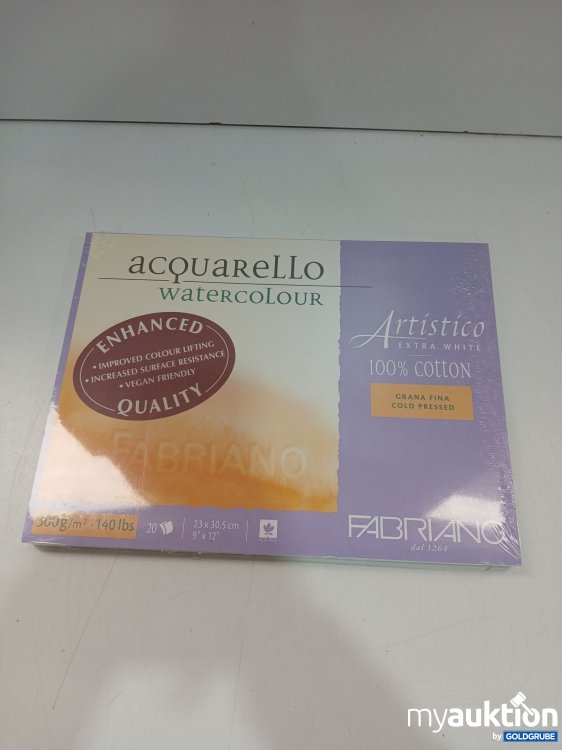 acquarello
watercolour
ENHANCED
• IMPROVED COLOUR LIFTING
• INCREASED SURFACE RESISTANCE
• VEGAN FRIENDLY
QUALITY
Artistico
EXTRA WHITE
100% COTTON
GRANA FINA
COLD PRESSED
FABRIANO
300g/m² · 140 lbs
20
23 x 30,5 cm
9" x 12"
FABRIANO
dal 1264
myauktion
by GOLDGRUBE